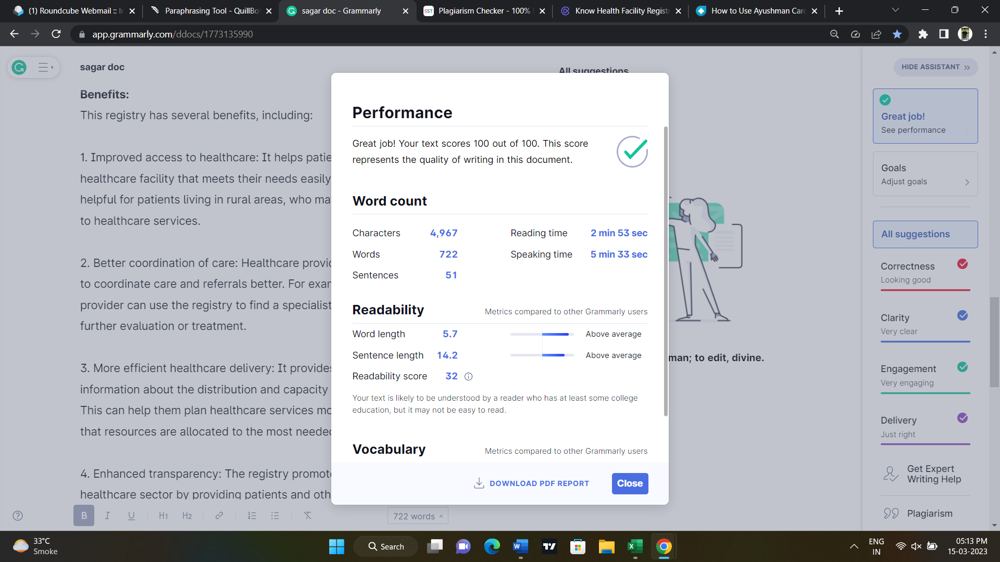 (1) Roundcube Webmail :: I
Paraphrasing Tool - QuillBo
sagar doc - Grammarly
Plagiarism Checker - 100%
Know Health Facility Registr
How to Use Ayushman Card
app.grammarly.com/ddocs/1773135990
sagar doc
All suggestions
HIDE ASSISTANT
Benefits:
This registry has several benefits, including:
1. Improved access to healthcare: It helps patie
healthcare facility that meets their needs easily
helpful for patients living in rural areas, who ma
to healthcare services.
2. Better coordination of care: Healthcare provid
to coordinate care and referrals better. For exam
provider can use the registry to find a specialist
further evaluation or treatment.
3. More efficient healthcare delivery: It provides
information about the distribution and capacity
This can help them plan healthcare services mo
that resources are allocated to the most needed
4. Enhanced transparency: The registry promote
healthcare sector by providing patients and oth
Performance
Great job! Your text scores 100 out of 100. This score
represents the quality of writing in this document.
Word count
Characters 4,967 Reading time 2 min 53 sec
Words 722 Speaking time 5 min 33 sec
Sentences 51
Readability Metrics compared to other Grammarly users
Word length 5.7 Above average
Sentence length 14.2 Above average
Readability score 32
Your text is likely to be understood by a reader who has at least some college
education, but it may not be easy to read.
Vocabulary Metrics compared to other Grammarly users
DOWNLOAD PDF REPORT Close
man; to edit, divine.
Great job!
See performance
Goals
Adjust goals
All suggestions
Correctness
Looking good
Clarity
Very clear
Engagement
Very engaging
Delivery
Just right
Get Expert
Writing Help
Plagiarism
B I U H1 H2
722 words
33°C
Smoke
Search
ENG
IN
05:13 PM
15-03-2023